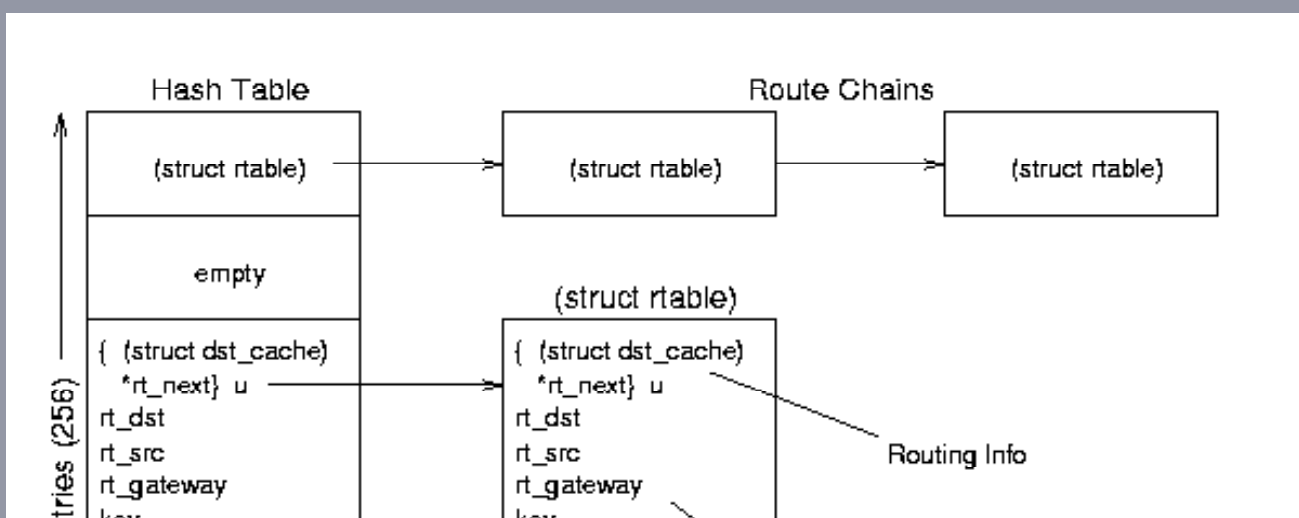 Hash Table
Route Chains
(struct rtable)
(struct rtable)
(struct rtable)
empty
(struct rtable)
{ (struct dst_cache)
*rt_next} u
rt_dst
rt_src
rt_gateway
{ (struct dst_cache)
*rt_next} u
rt_dst
rt_src
rt_gateway
Routing Info
(256)